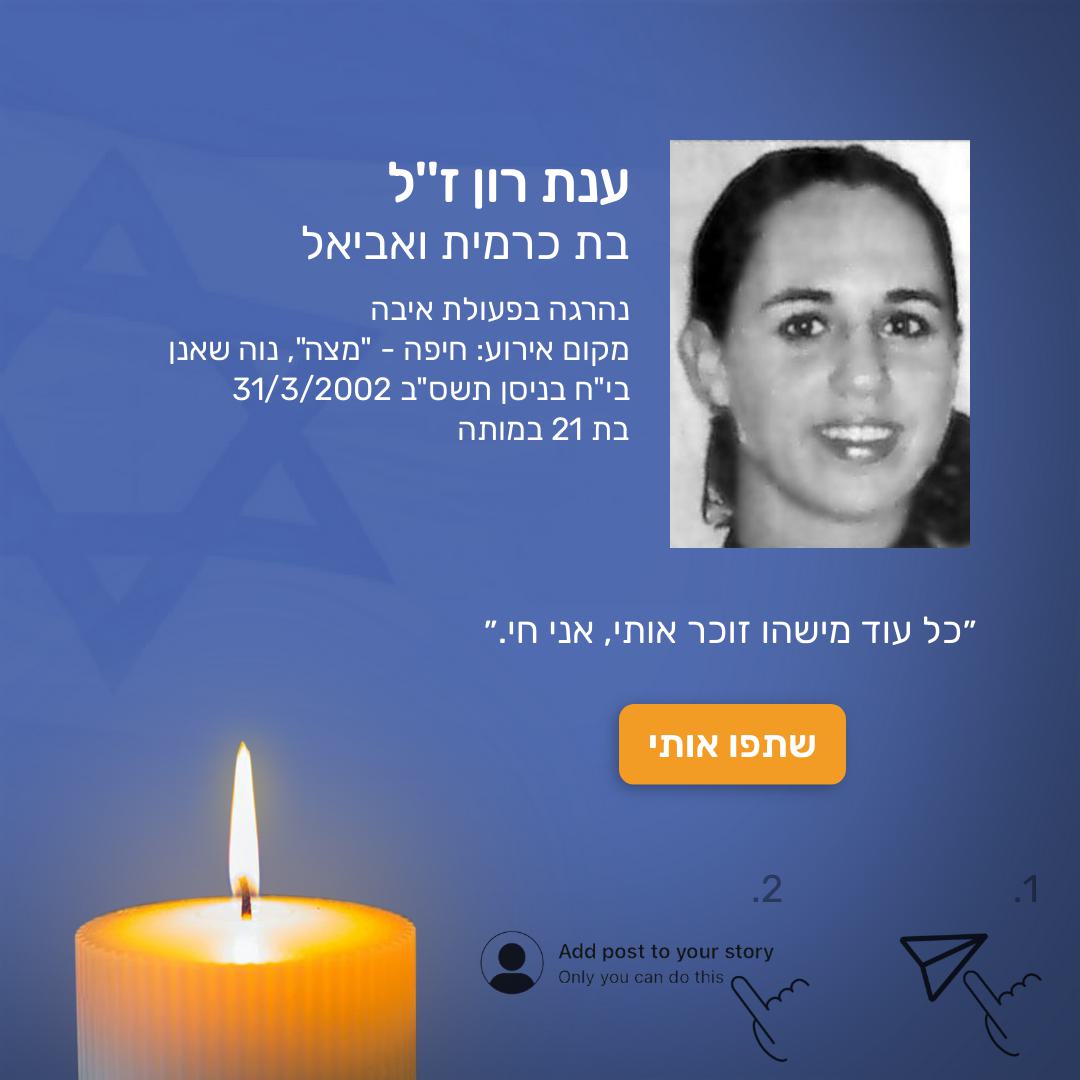 ענת רון ז"ל
בת כרמית ואביאל
נהרגה בפעולת איבה
מקום אירוע: חיפה - "מצה", נוה שאנן
בי"ח בניסן תשס"ב 31/3/2002
בת 21 במותה
״כל עוד מישהו זוכר אותי, אני חי.״
שתפו אותי
.1
.2
Add post to your story
Only you can do this